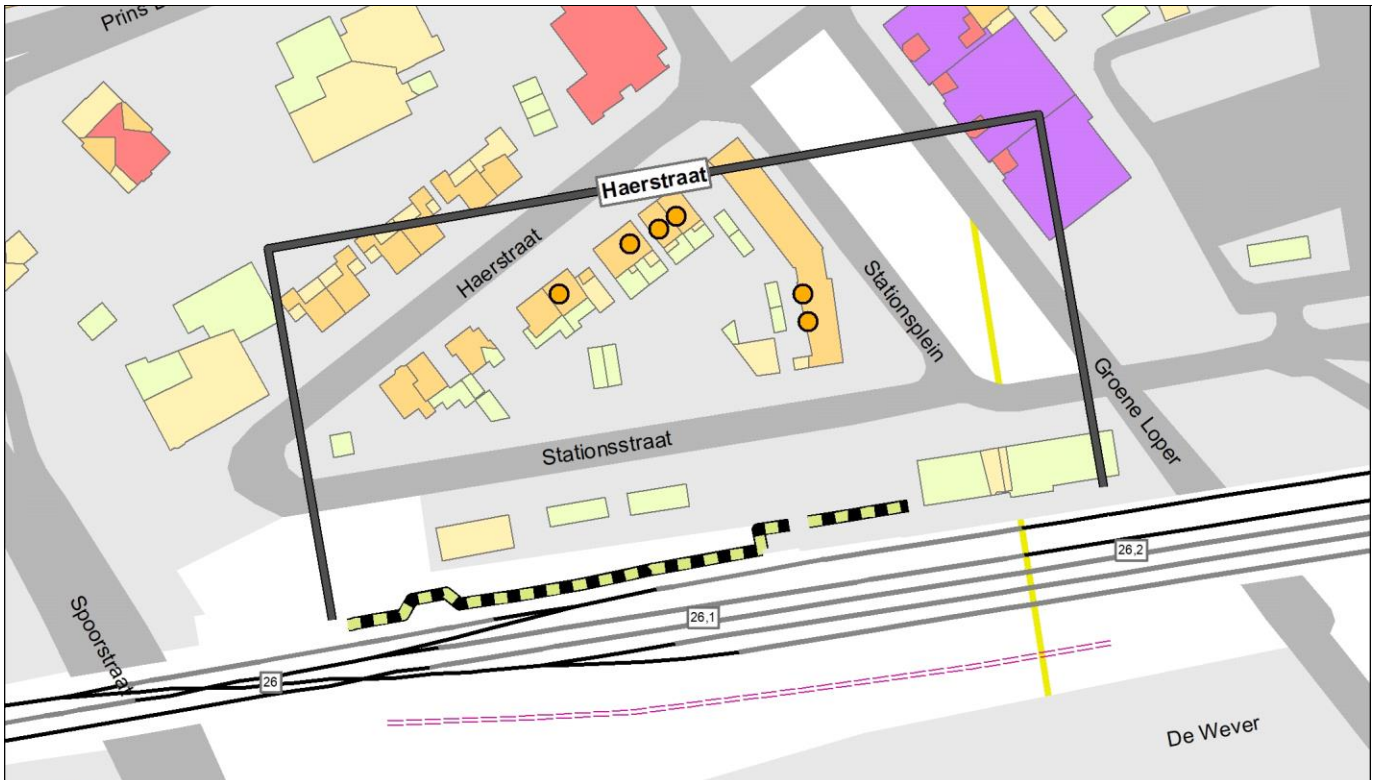 Prins
Haerstraat
Haerstraat
Stationsplein
Groene Loper
Stationsstraat
Spoorstraat
26,2
26,1
26
De Wever